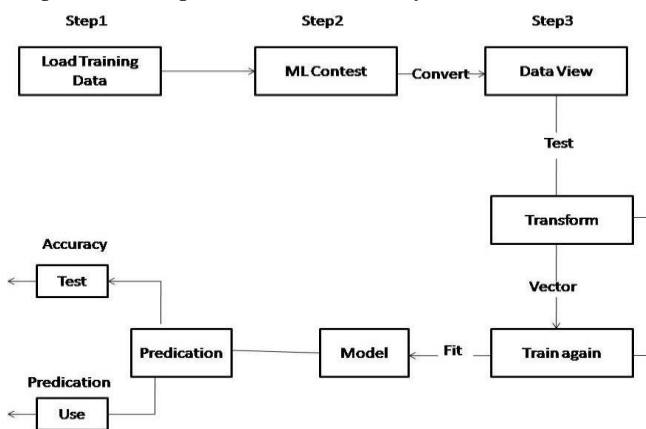 Step1
Step2
Step3
Load Training
Data
ML Contest
Convert
Data View
Test
Transform
Vector
Train again
Fit
Model
Predication
Accuracy
Test
Predication
Use